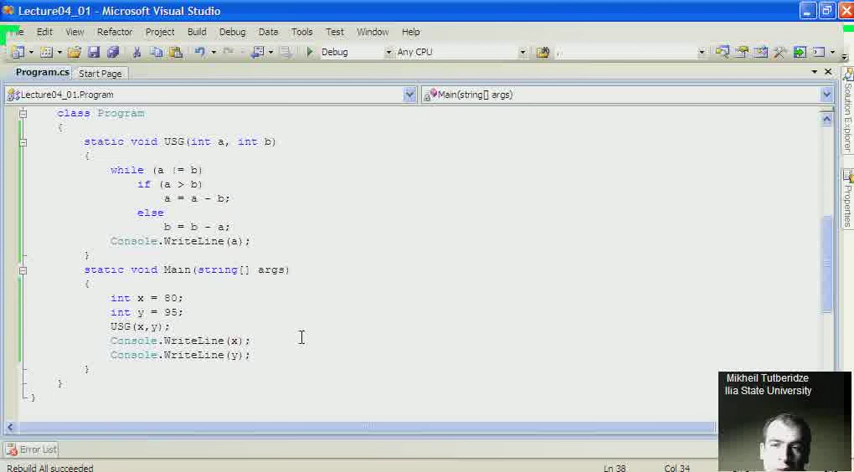 Lecture04_01 - Microsoft Visual Studio
Edit View Refactor Project Build Debug Data Tools Test Window Help
Debug Any CPU
Program.cs Start Page
Lecture04_01.Program Main(string[] args)
class Program
{
static void USG(int a, int b)
{
while (a != b)
if (a > b)
a = a - b;
else
b = b - a;
Console.WriteLine(a);
}
static void Main(string[] args)
{
int x = 80;
int y = 95;
USG(x,y);
Console.WriteLine(x);
Console.WriteLine(y);
}
}
}
Solution Explorer
Properties
Mikheil Tutberidze
Ilia State University
Error List
Rebuild All succeeded Ln 38 Col 34